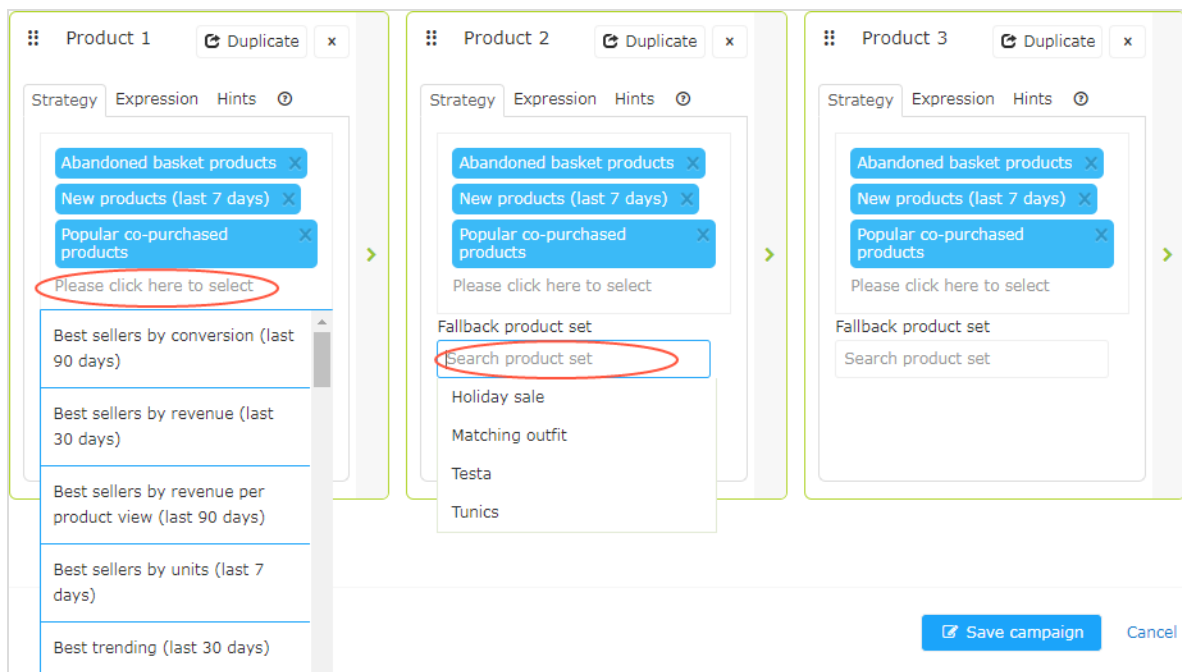 Product 1
Duplicate
x
Strategy
Expression
Hints
Abandoned basket products
New products (last 7 days)
Popular co-purchased
products
Please click here to select
Best sellers by conversion (last
90 days)
Best sellers by revenue (last
30 days)
Best sellers by revenue per
product view (last 90 days)
Best sellers by units (last 7
days)
Best trending (last 30 days)
Product 2
Duplicate
x
Strategy
Expression
Hints
Abandoned basket products
New products (last 7 days)
Popular co-purchased
products
Please click here to select
Fallback product set
Search product set
Holiday sale
Matching outfit
Testa
Tunics
Product 3
Duplicate
x
Strategy
Expression
Hints
Abandoned basket products
New products (last 7 days)
Popular co-purchased
products
Please click here to select
Fallback product set
Search product set
Save campaign
Cancel